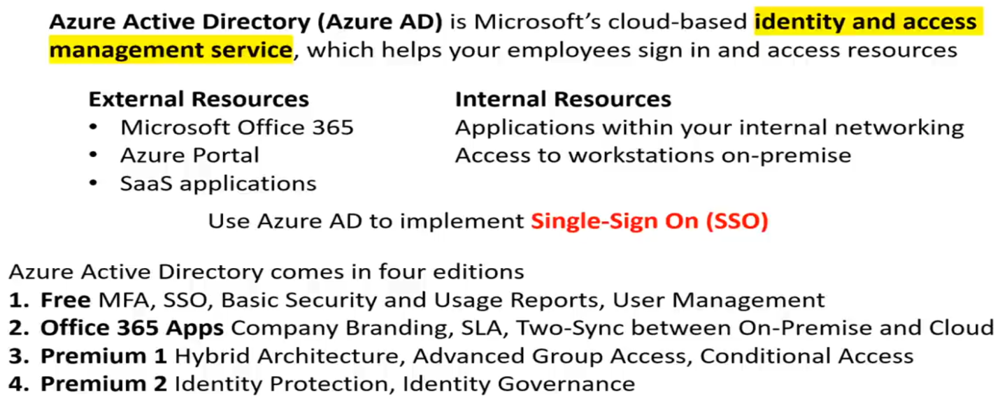 Azure Active Directory (Azure AD) is Microsoft's cloud-based identity and access
management service, which helps your employees sign in and access resources
External Resources
• Microsoft Office 365
• Azure Portal
• SaaS applications
Internal Resources
Applications within your internal networking
Access to workstations on-premise
Use Azure AD to implement Single-Sign On (SSO)
Azure Active Directory comes in four editions
1. Free MFA, SSO, Basic Security and Usage Reports, User Management
2. Office 365 Apps Company Branding, SLA, Two-Sync between On-Premise and Cloud
3. Premium 1 Hybrid Architecture, Advanced Group Access, Conditional Access
4. Premium 2 Identity Protection, Identity Governance